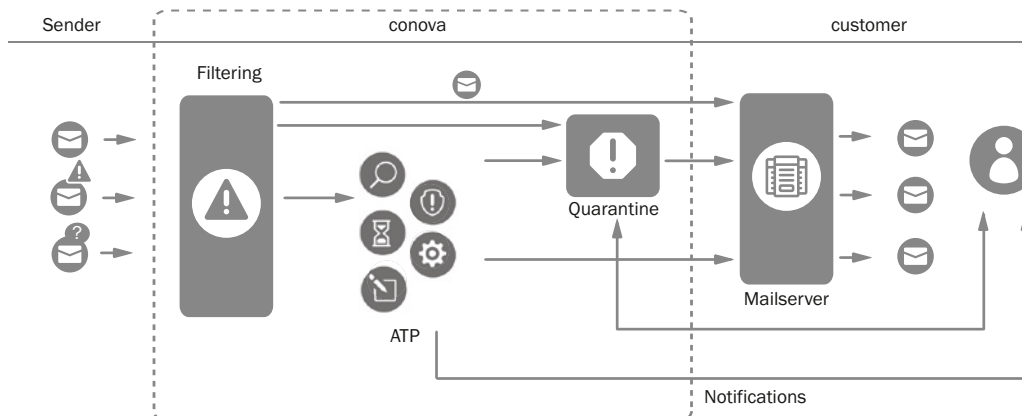 Sender
conova
customer
Filtering
?
Quarantine
Mailserver
ATP
Notifications